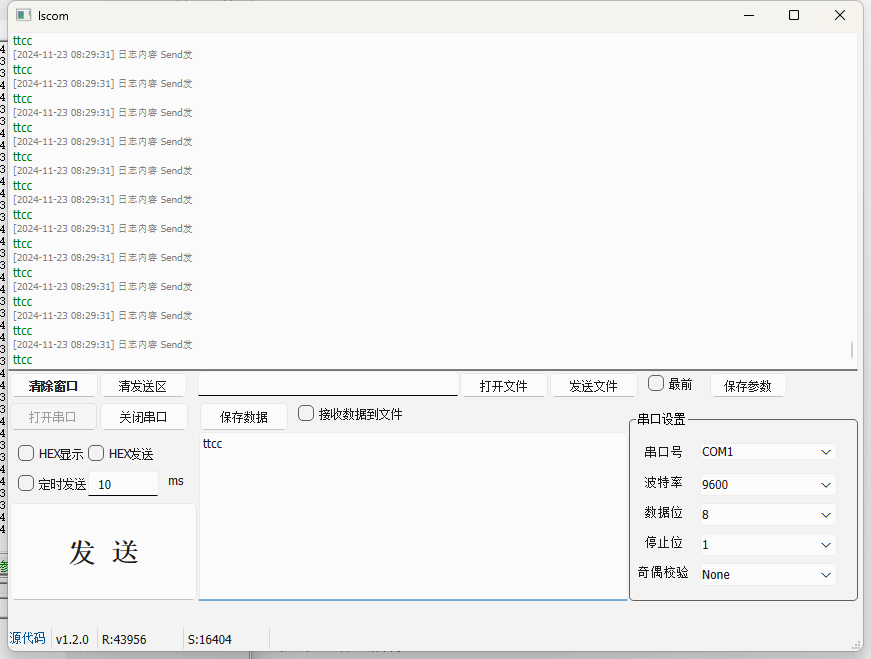 lscom
ttcc
[2024-11-23 08:29:31] 日志内容 Send发
ttcc
[2024-11-23 08:29:31] 日志内容 Send发
ttcc
[2024-11-23 08:29:31] 日志内容 Send发
ttcc
[2024-11-23 08:29:31] 日志内容 Send发
ttcc
[2024-11-23 08:29:31] 日志内容 Send发
ttcc
[2024-11-23 08:29:31] 日志内容 Send发
ttcc
[2024-11-23 08:29:31] 日志内容 Send发
ttcc
[2024-11-23 08:29:31] 日志内容 Send发
ttcc
[2024-11-23 08:29:31] 日志内容 Send发
ttcc
[2024-11-23 08:29:31] 日志内容 Send发
ttcc
[2024-11-23 08:29:31] 日志内容 Send发
ttcc
清除窗口 清发送区 打开文件 发送文件 最前 保存参数
打开串口 关闭串口 保存数据 接收数据到文件
HEX显示 HEX发送
定时发送 10 ms
发 送
ttcc
串口设置
串口号 COM1
波特率 9600
数据位 8
停止位 1
奇偶校验 None
源代码 v1.2.0 R:43956 S:16404